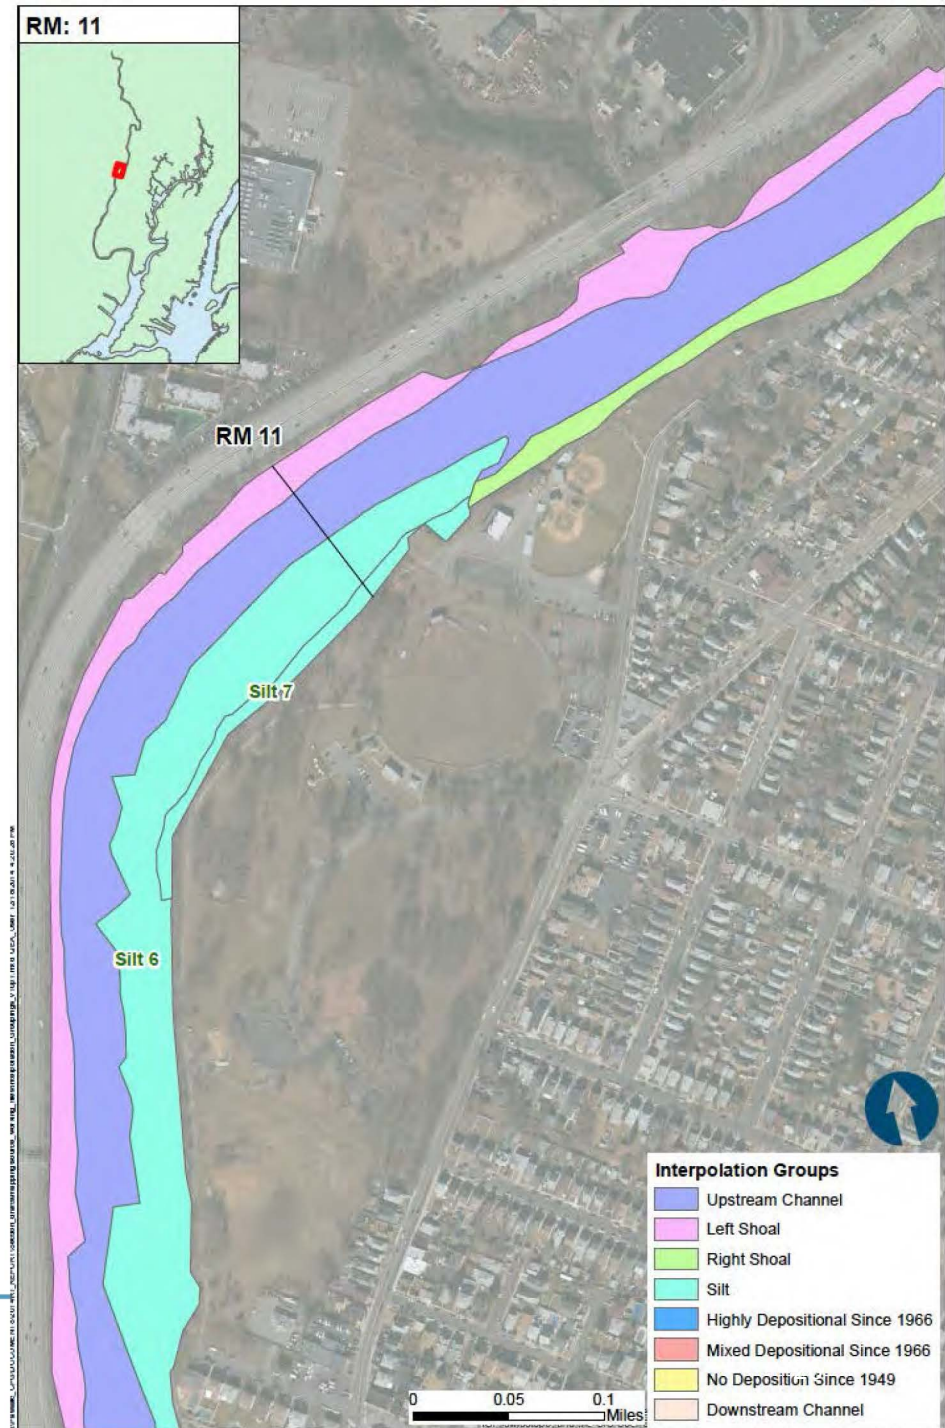 RM: 11
RM 11
Silt 7
Silt 6
Interpolation Groups
Upstream Channel
Left Shoal
Right Shoal
Silt
Highly Depositional Since 1966
Mixed Depositional Since 1966
No Deposition Since 1949
Downstream Channel
0 0.05 0.1
Miles